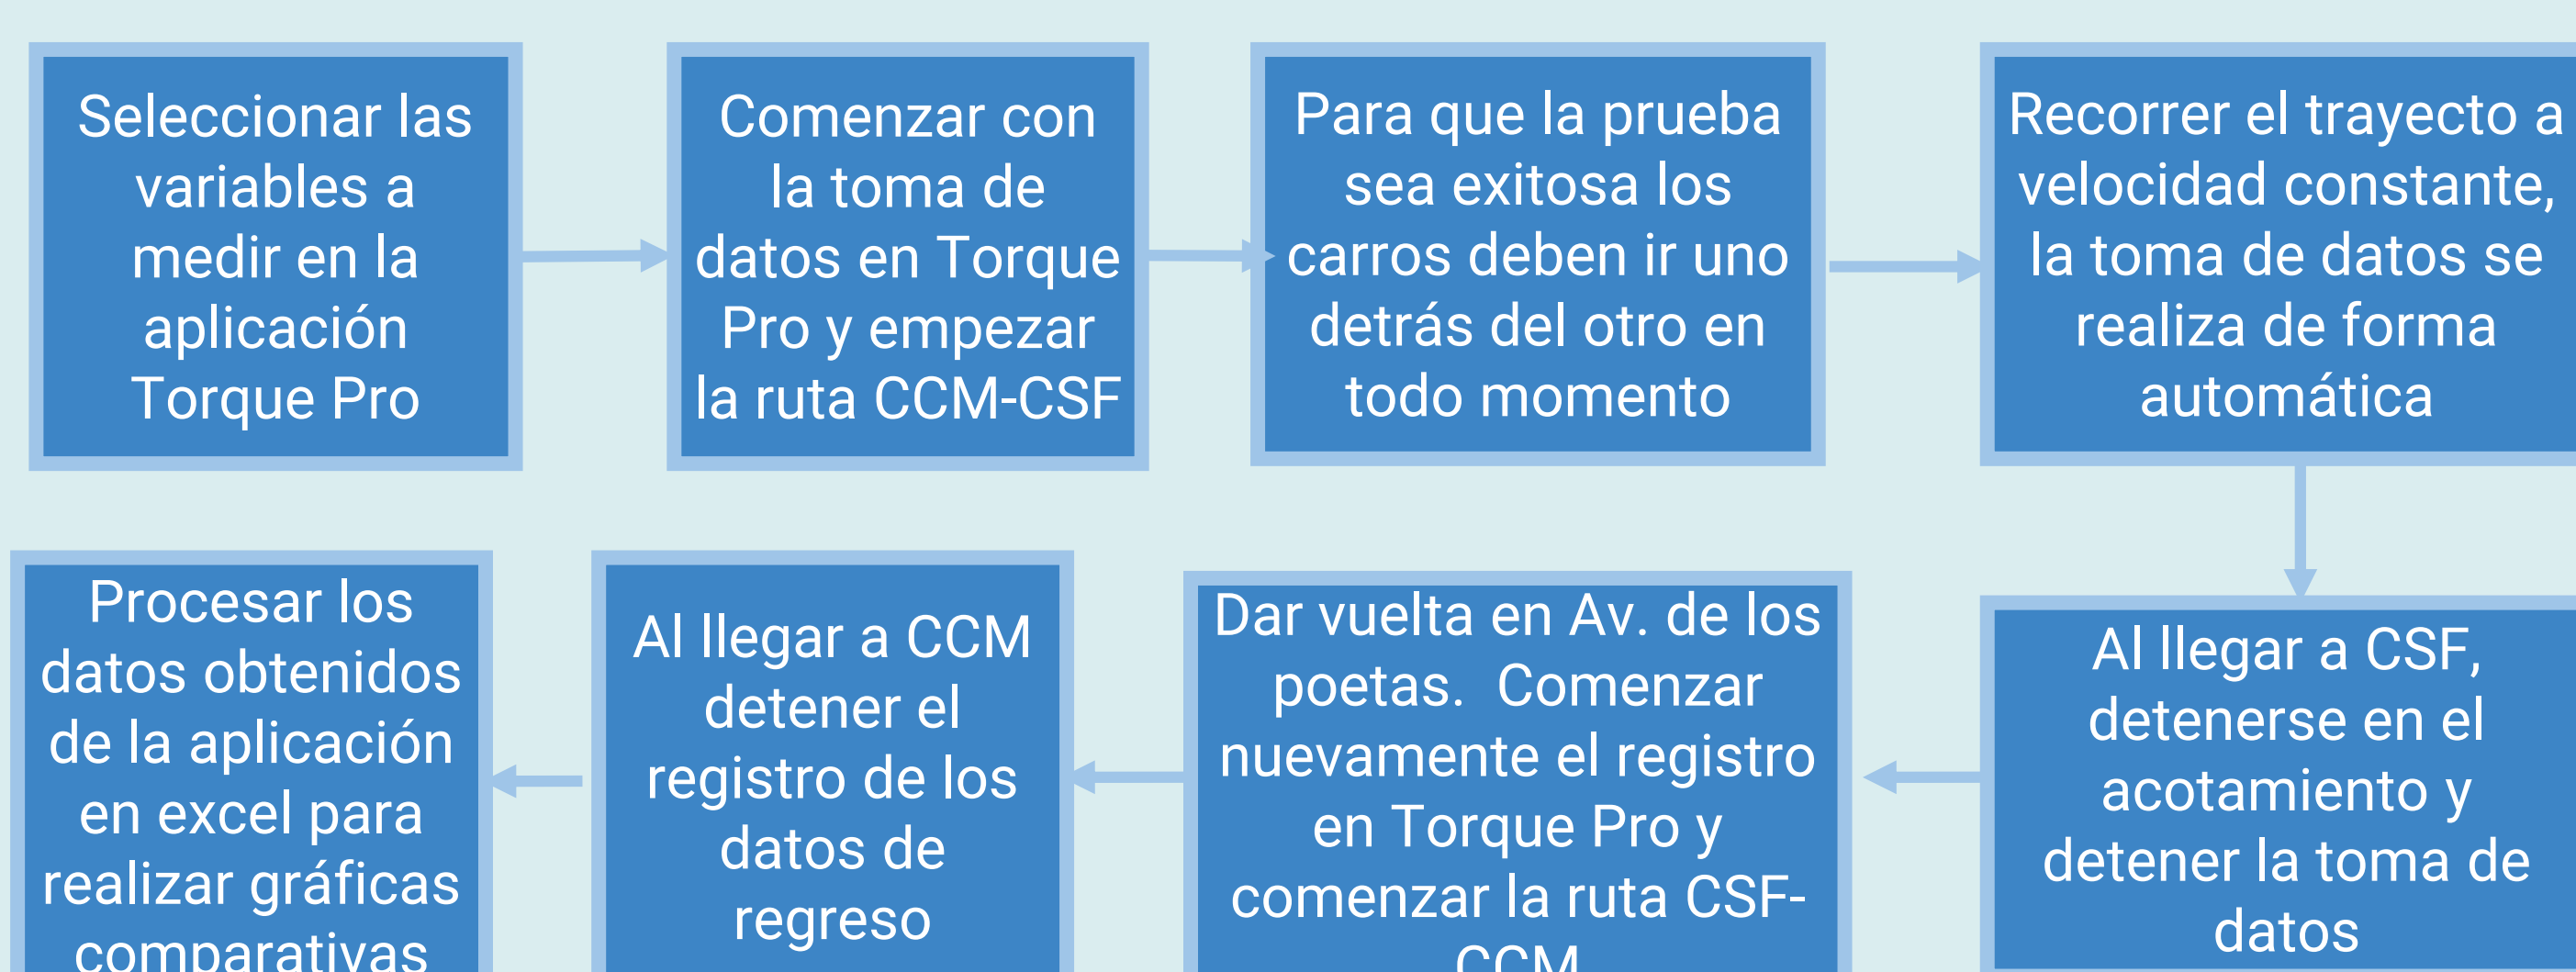 Seleccionar las
variables a
medir en la
aplicación
Torque Pro
Comenzar con
la toma de
datos en Torque
Pro y empezar
la ruta CCM-CSF
Para que la prueba
sea exitosa los
carros deben ir uno
detrás del otro en
todo momento
Recorrer el trayecto a
velocidad constante,
la toma de datos se
realiza de forma
automática
Al llegar a CSF,
detenerse en el
acotamiento y
detener la toma de
datos
Dar vuelta en Av. de los
poetas.  Comenzar
nuevamente el registro
en Torque Pro y
comenzar la ruta CSF-
CCM
Al llegar a CCM
detener el
registro de los
datos de
regreso
Procesar los
datos obtenidos
de la aplicación
en excel para
realizar gráficas
comparativas